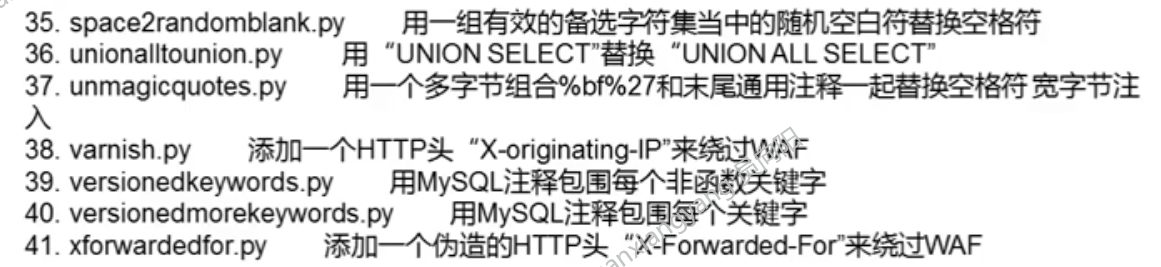 35. space2randomblank.py 用一组有效的备选字符集当中的随机空白符替换空格符
36. unionalltounion.py 用“UNION SELECT”替换“UNION ALL SELECT”
37. unmagicquotes.py 用一个多字节组合%bf%27和末尾通用注释一起替换空格符 宽字节注
入
38. varnish.py 添加一个HTTP头“X-originating-IP”来绕过WAF
39. versionedkeywords.py 用MySQL注释包围每个非函数关键字
40. versionedmorekeywords.py 用MySQL注释包围每个关键字
41. xforwardedfor.py 添加一个伪造的HTTP头“X-Forwarded-For”来绕过WAF